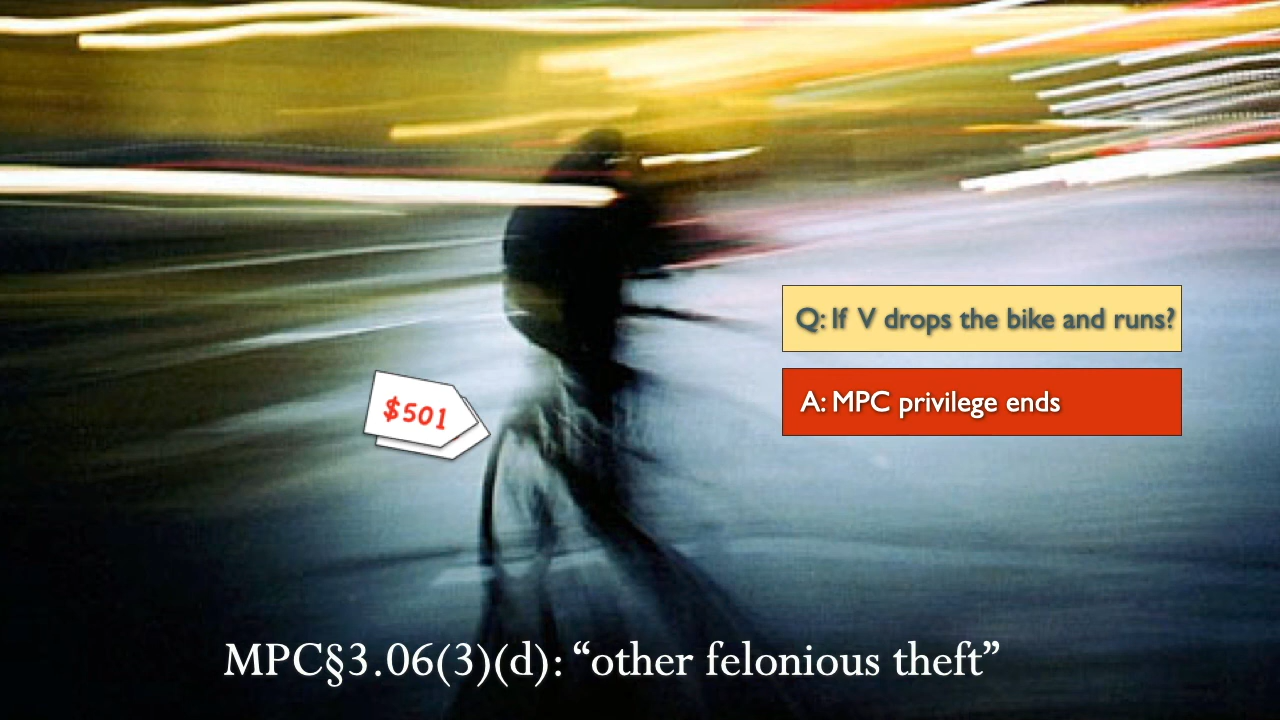 Q: If V drops the bike and runs?
A: MPC privilege ends
$501
MPC§3.06(3)(d): “other felonious theft”